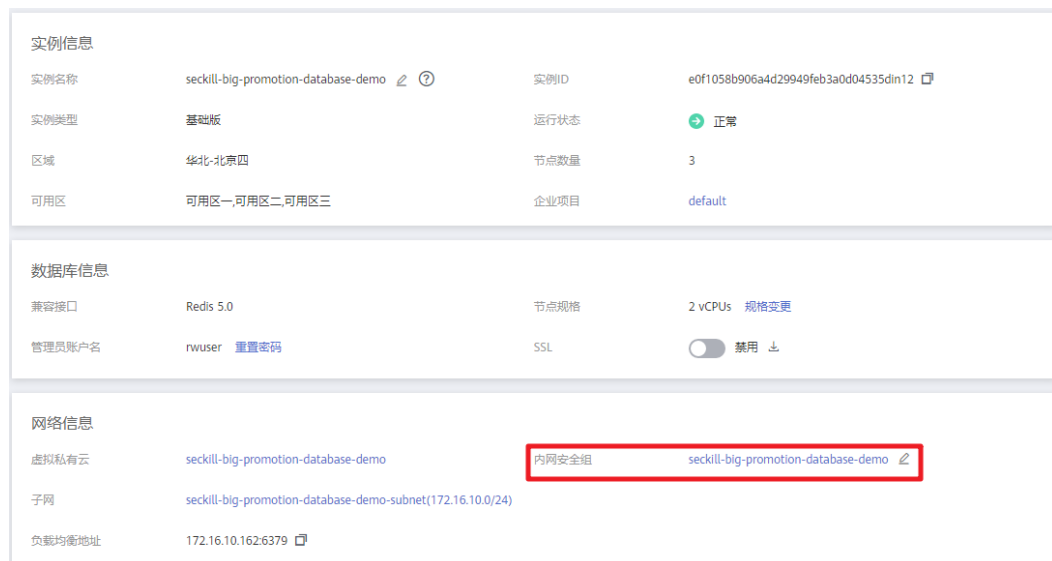 实例信息
实例名称 seckill-big-promotion-database-demo 实例ID e0f1058b906a4d29949feb3a0d04535din12
实例类型 基础版 运行状态 正常
区域 华北-北京四 节点数量 3
可用区 可用区一,可用区二,可用区三 企业项目 default
数据库信息
兼容接口 Redis 5.0 节点规格 2 vCPUs 规格变更
管理员账户名 rwuser 重置密码 SSL 禁用
网络信息
虚拟私有云 seckill-big-promotion-database-demo 内网安全组 seckill-big-promotion-database-demo
子网 seckill-big-promotion-database-demo-subnet(172.16.10.0/24)
负载均衡地址 172.16.10.162:6379